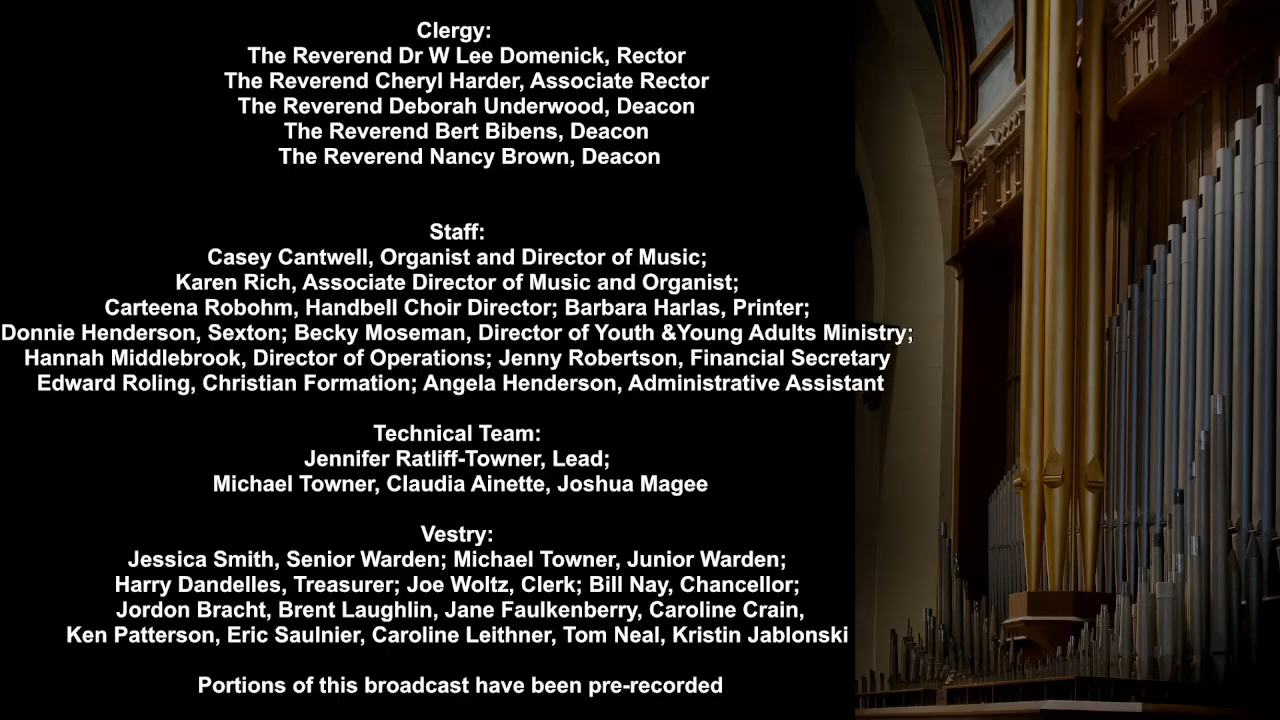 Clergy:
The Reverend Dr W Lee Domenick, Rector
The Reverend Cheryl Harder, Associate Rector
The Reverend Deborah Underwood, Deacon
The Reverend Bert Bibens, Deacon
The Reverend Nancy Brown, Deacon
Staff:
Casey Cantwell, Organist and Director of Music;
Karen Rich, Associate Director of Music and Organist;
Carteena Robohm, Handbell Choir Director; Barbara Harlas, Printer;
Donnie Henderson, Sexton; Becky Moseman, Director of Youth &Young Adults Ministry;
Hannah Middlebrook, Director of Operations; Jenny Robertson, Financial Secretary
Edward Roling, Christian Formation; Angela Henderson, Administrative Assistant
Technical Team:
Jennifer Ratliff-Towner, Lead;
Michael Towner, Claudia Ainette, Joshua Magee
Vestry:
Jessica Smith, Senior Warden; Michael Towner, Junior Warden;
Harry Dandelles, Treasurer; Joe Woltz, Clerk; Bill Nay, Chancellor;
Jordon Bracht, Brent Laughlin, Jane Faulkenberry, Caroline Crain,
Ken Patterson, Eric Saulnier, Caroline Leithner, Tom Neal, Kristin Jablonski
Portions of this broadcast have been pre-recorded